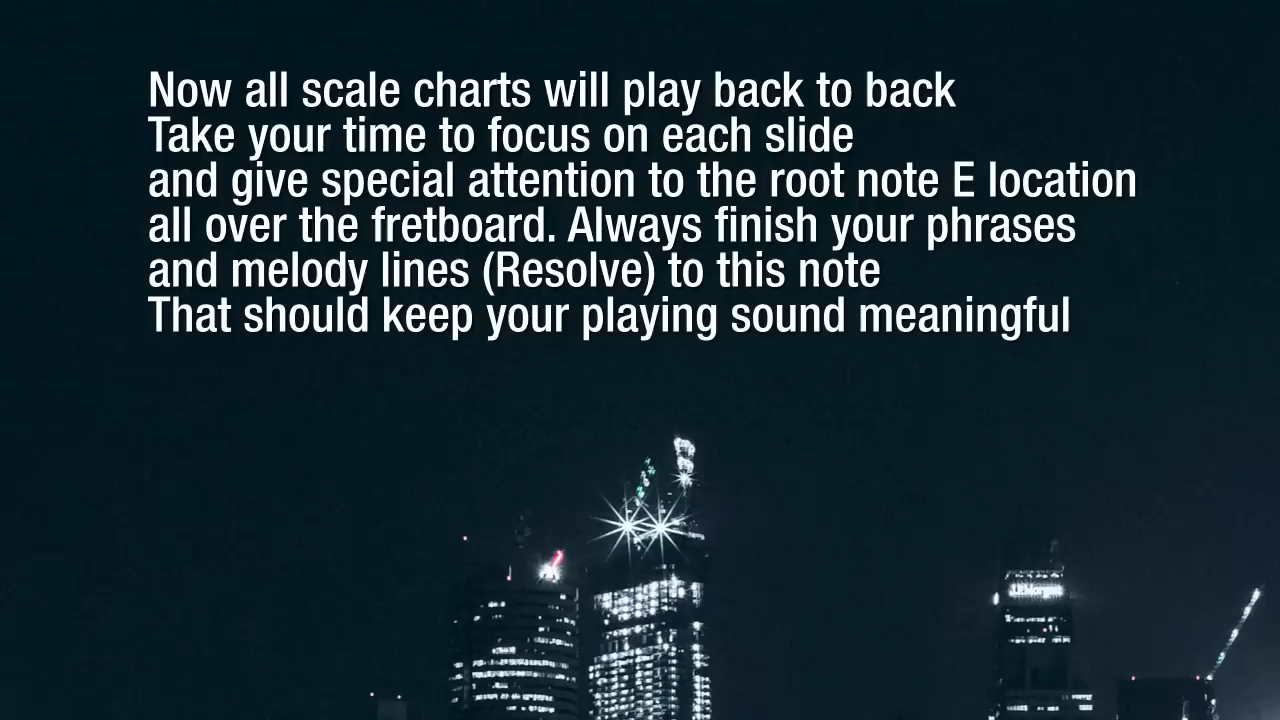 Now all scale charts will play back to back
Take your time to focus on each slide
and give special attention to the root note E location
all over the fretboard. Always finish your phrases
and melody lines (Resolve) to this note
That should keep your playing sound meaningful
J.P.Morgan